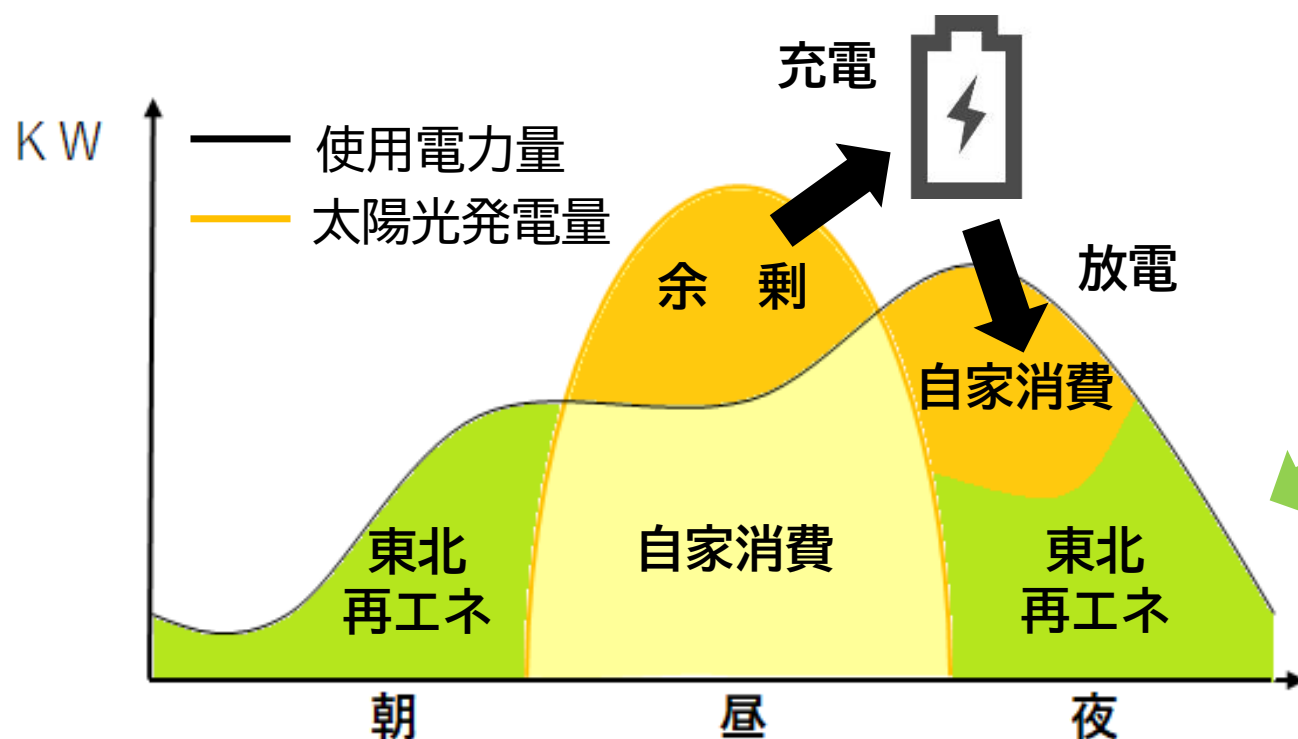 充電
KW
使用電力量
太陽光発電量
余 剰
放電
自家消費
東北
再エネ
自家消費
東北
再エネ
朝 昼 夜